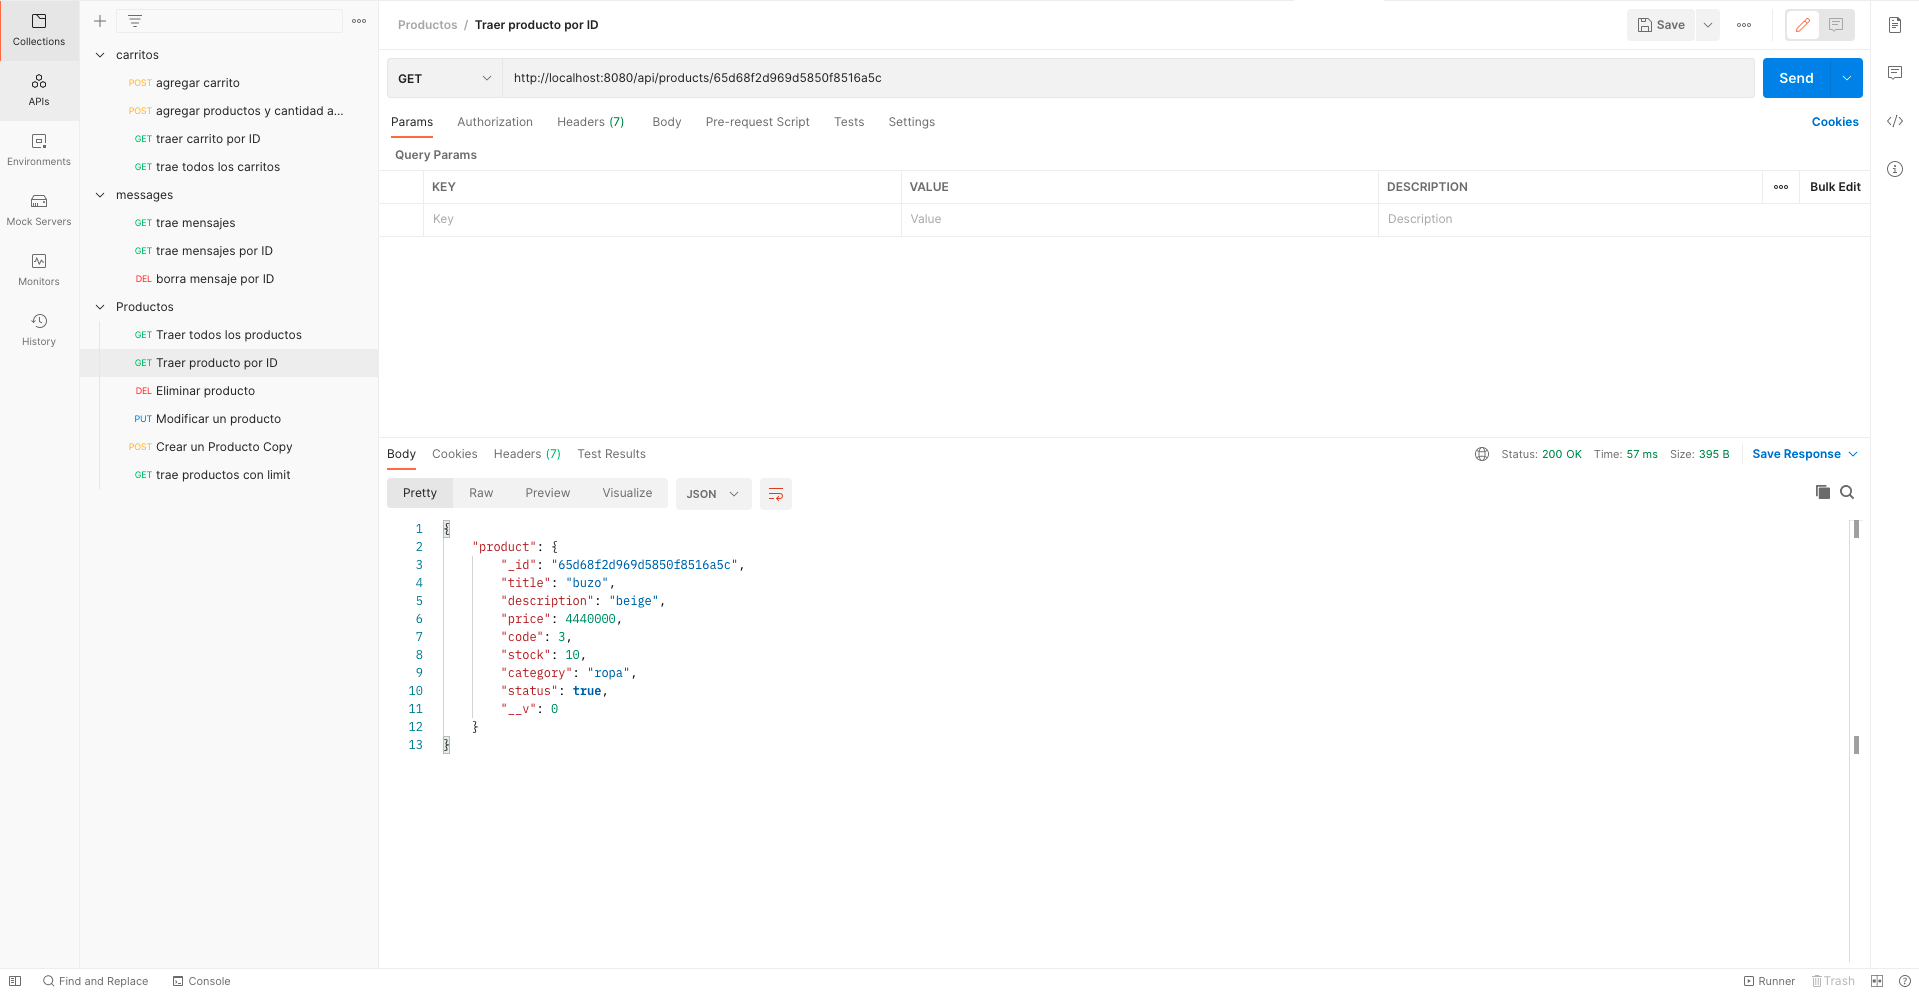 Collections
APIs
Environments
Mock Servers
Monitors
History
carritos
POST agregar carrito
POST agregar productos y cantidad a...
GET traer carrito por ID
GET trae todos los carritos
messages
GET trae mensajes
GET trae mensajes por ID
DEL borra mensaje por ID
Productos
GET Traer todos los productos
GET Traer producto por ID
DEL Eliminar producto
PUT Modificar un producto
POST Crear un Producto Copy
GET trae productos con limit
Productos / Traer producto por ID
Save
GET http://localhost:8080/api/products/65d68f2d969d5850f8516a5c
Send
Params Authorization Headers (7) Body Pre-request Script Tests Settings
Cookies
Query Params
KEY VALUE DESCRIPTION
Bulk Edit
Key Value Description
Body Cookies Headers (7) Test Results
Status: 200 OK Time: 57 ms Size: 395 B
Save Response
Pretty Raw Preview Visualize JSON
1 {
2 "product": {
3 "_id": "65d68f2d969d5850f8516a5c",
4 "title": "buzo",
5 "description": "beige",
6 "price": 4440000,
7 "code": 3,
8 "stock": 10,
9 "category": "ropa",
10 "status": true,
11 "__v": 0
12 }
13 }
Find and Replace Console
Runner Trash